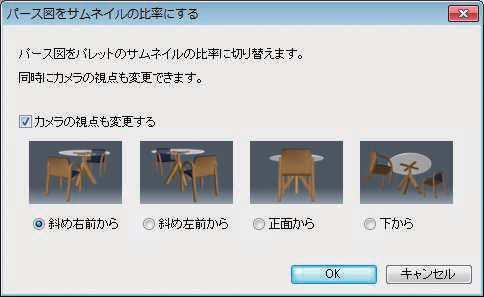 パース図をサムネイルの比率にする
パース図をパレットのサムネイルの比率に切り替えます。
同時にカメラの視点も変更できます。
カメラの視点も変更する
斜め右前から 斜め左前から 正面から 下から
OK キャンセル